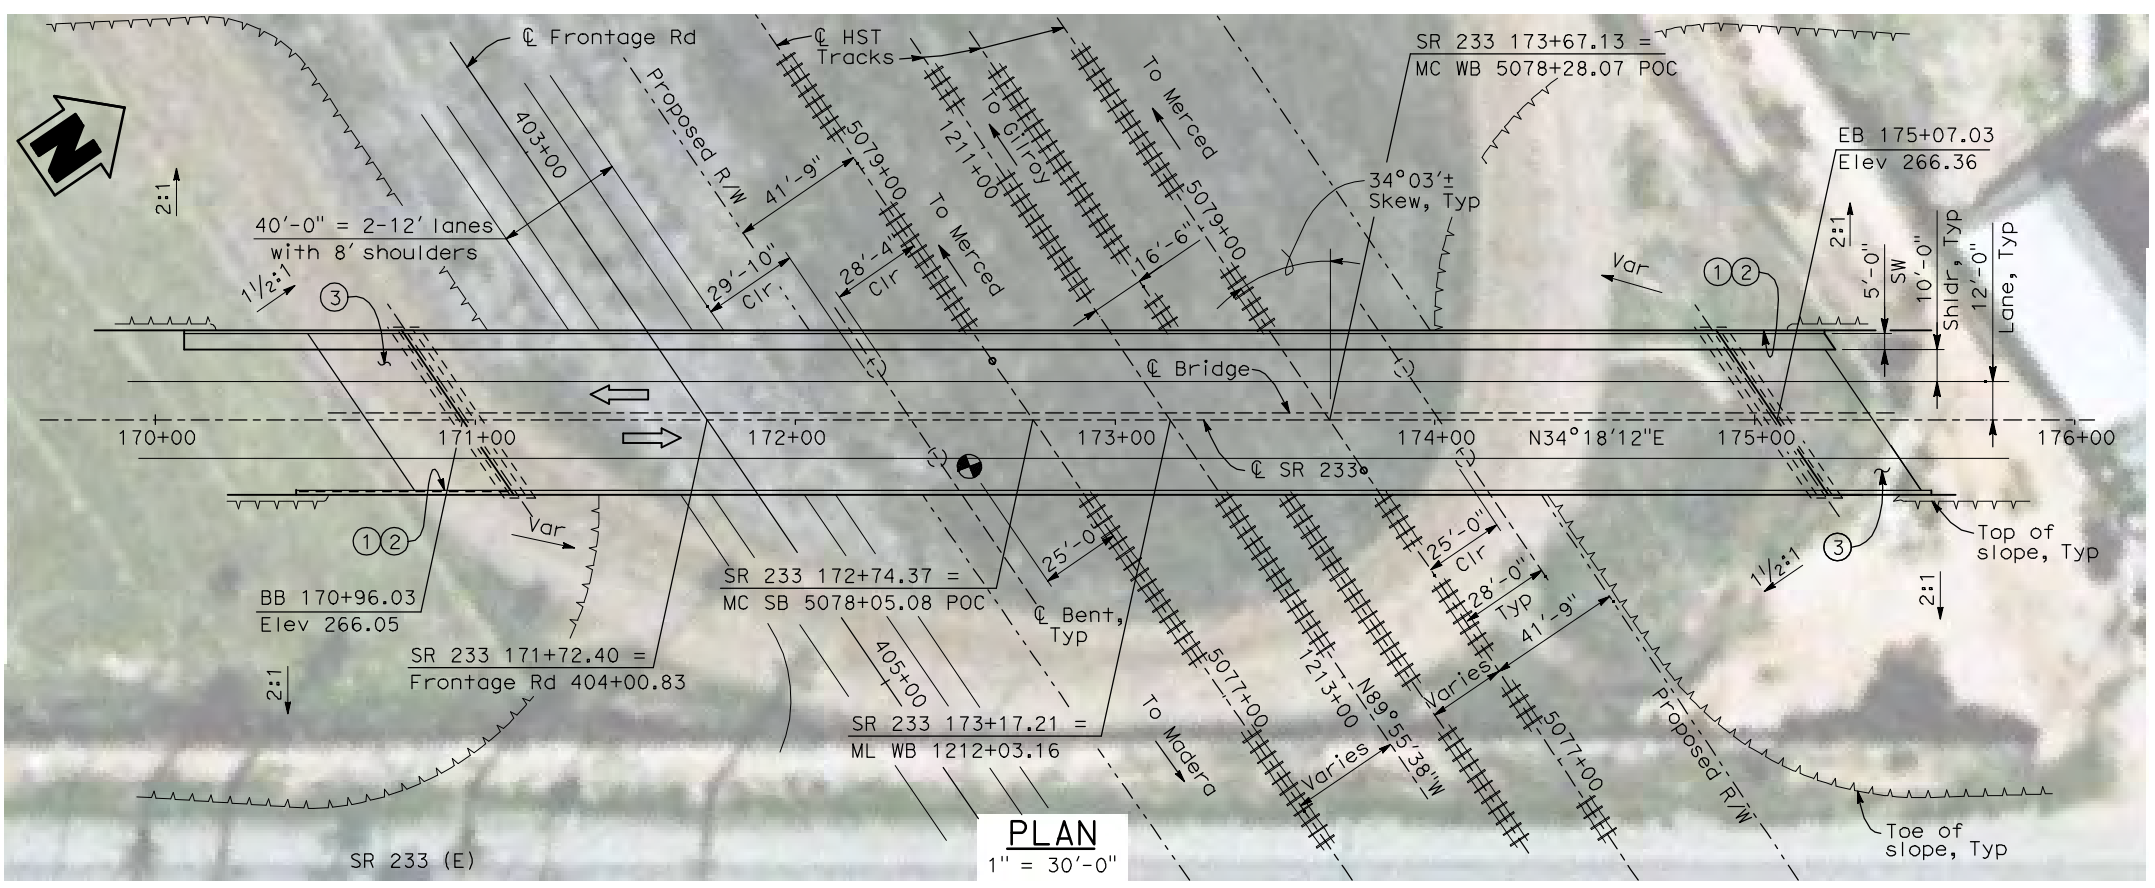 ℄ Frontage Rd
℄ HST
Tracks
SR 233 173+67.13 =
MC WB 5078+28.07 POC
EB 175+07.03
Elev 266.36
N
2:1
403+00
Proposed R/W
41'-9"
5079+00
To Merced
1211+00
To Gilroy
To Merced
5079+00
34°03'±
Skew, Typ
40'-0" = 2-12' lanes
with 8' shoulders
1½:1
3
29'-10"
Clr
28'-4"
Clr
16'-6"
Var
1 2
2:1
5'-0"
SW
10'-0"
Shldr, Typ
12'-0"
Lane, Typ
℄ Bridge
170+00
171+00
172+00
173+00
174+00
N34°18'12"E
175+00
176+00
℄ SR 233
1 2
Var
25'-0"
25'-0"
Clr
28'-0"
Typ
41'-9"
3
1½:1
Top of
slope, Typ
2:1
BB 170+96.03
Elev 266.05
SR 233 172+74.37 =
MC SB 5078+05.08 POC
℄ Bent,
Typ
SR 233 171+72.40 =
Frontage Rd 404+00.83
2:1
405+00
SR 233 173+17.21 =
ML WB 1212+03.16
5077+00
To Madera
1213+00
N89°55'38"W
Varies
Varies
5077+00
Proposed R/W
Toe of
slope, Typ
PLAN
1" = 30'-0"
SR 233 (E)